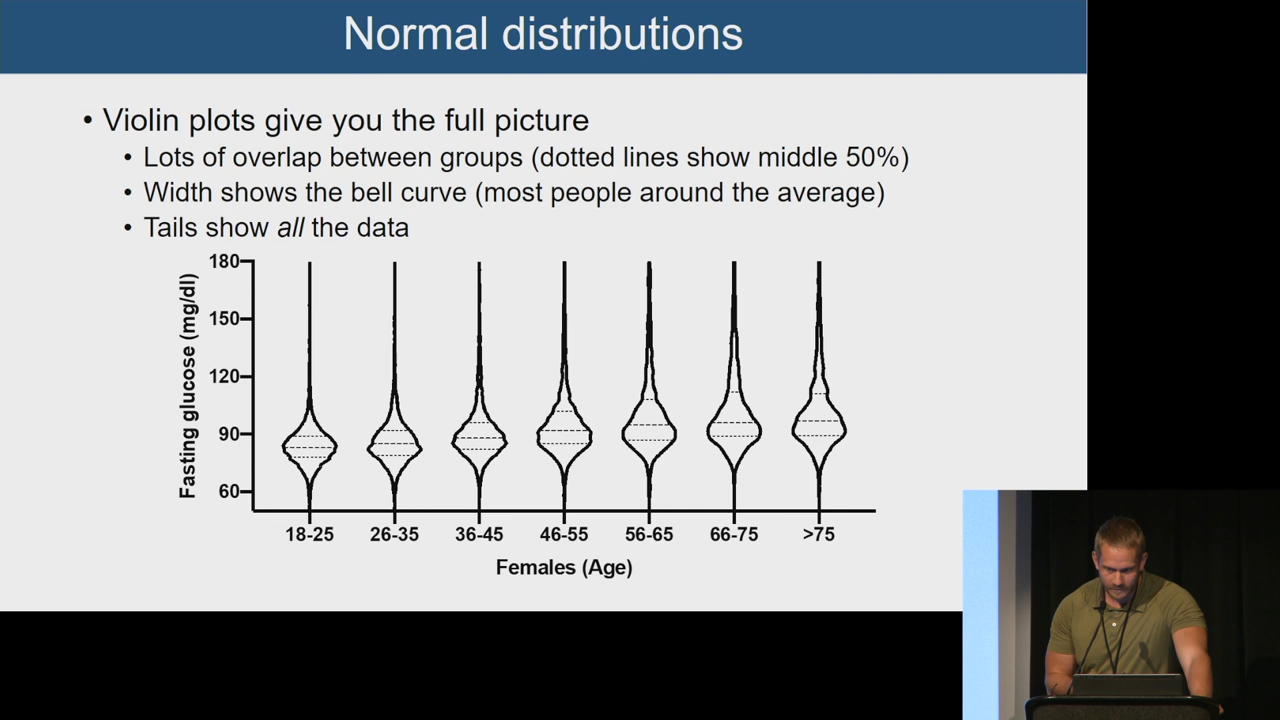 Normal distributions
• Violin plots give you the full picture
• Lots of overlap between groups (dotted lines show middle 50%)
• Width shows the bell curve (most people around the average)
• Tails show all the data
180
150
120
90
60
Fasting glucose (mg/dl)
18-25 26-35 36-45 46-55 56-65 66-75 >75
Females (Age)